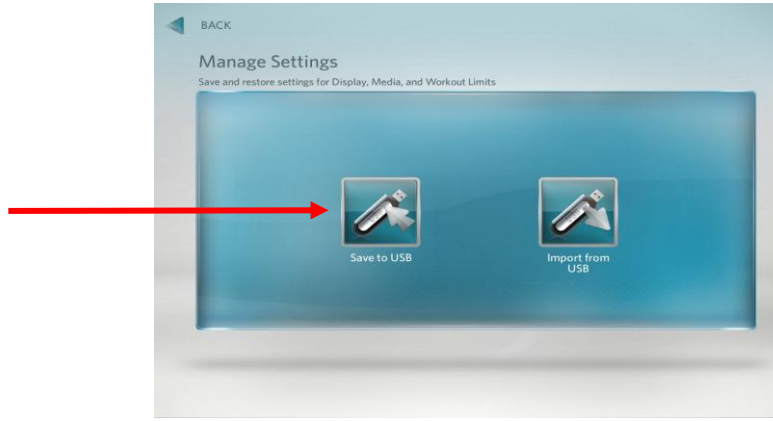 BACK
Manage Settings
Save and restore settings for Display, Media, and Workout Limits
Save to USB
Import from
USB